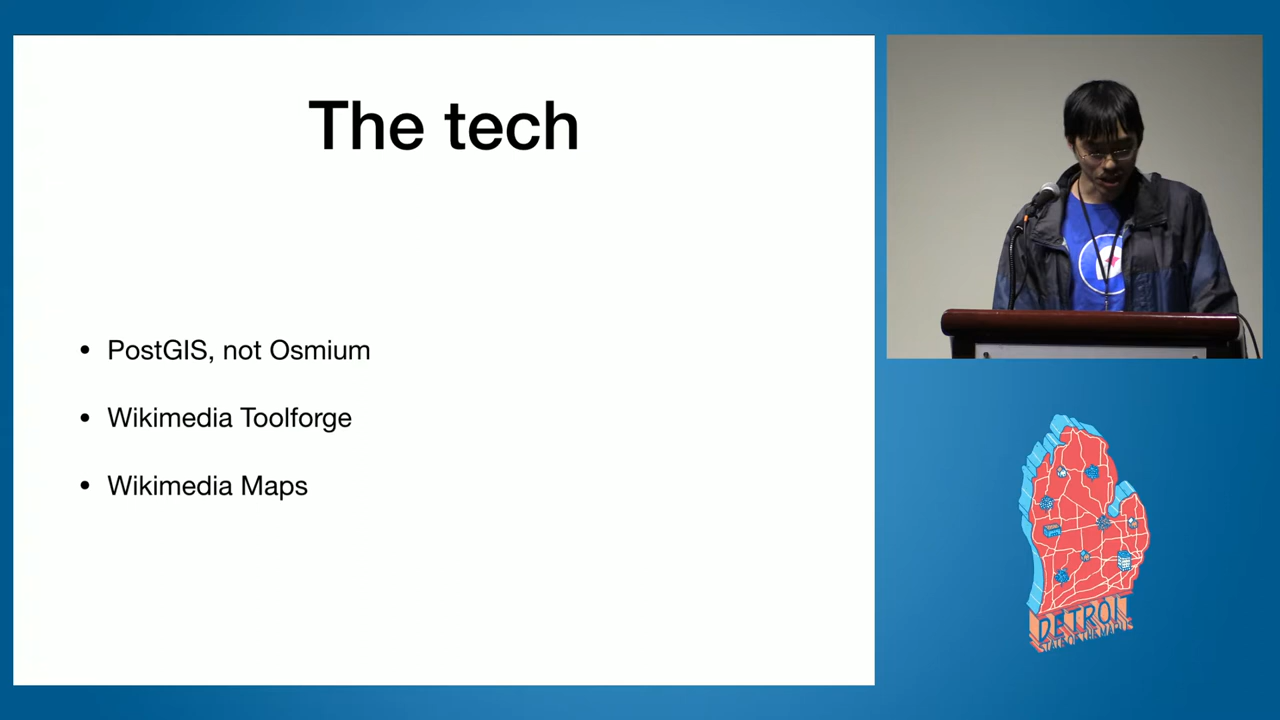 The tech
• PostGIS, not Osmium
• Wikimedia Toolforge
• Wikimedia Maps
DETROIT
STATE OF THE MAP US